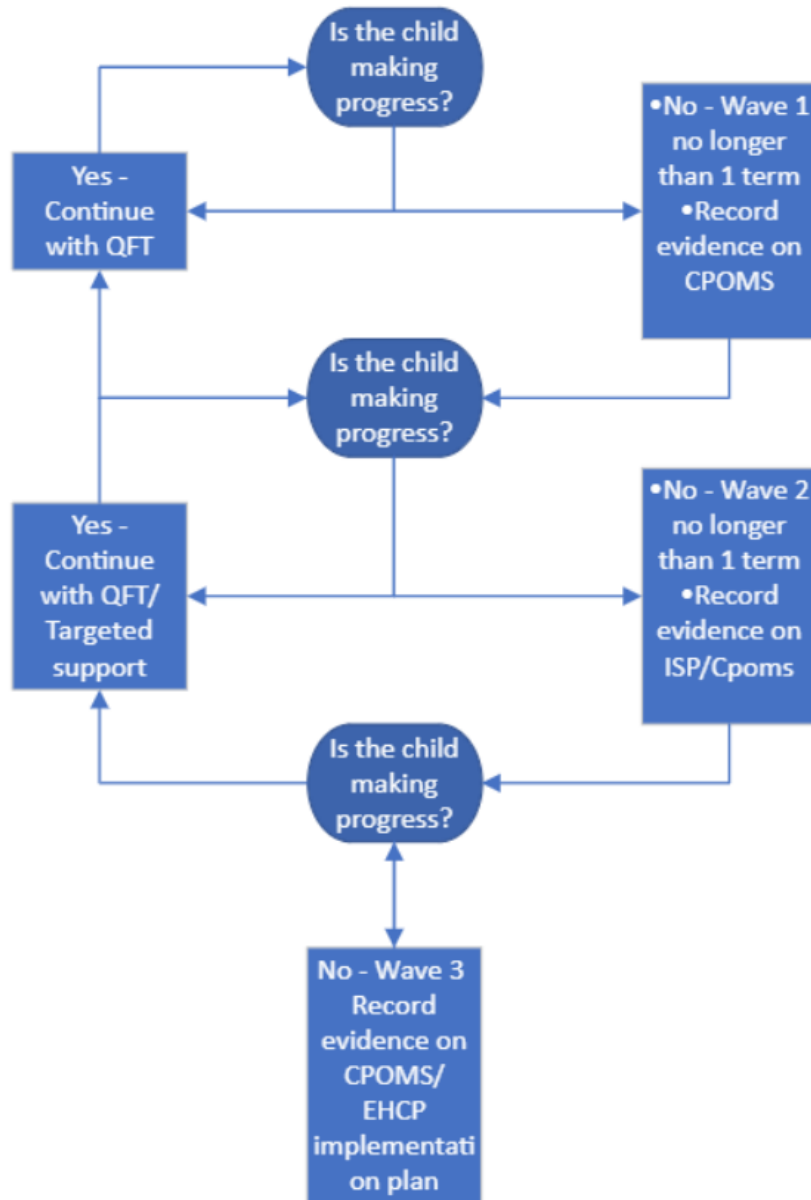 Is the child
making
progress?
Yes -
Continue
with QFT
•No - Wave 1
no longer
than 1 term
•Record
evidence on
CPOMS
Is the child
making
progress?
Yes -
Continue
with QFT/
Targeted
support
•No - Wave 2
no longer
than 1 term
•Record
evidence on
ISP/Cpoms
Is the child
making
progress?
No - Wave 3
Record
evidence on
CPOMS/
EHCP
implementati
on plan